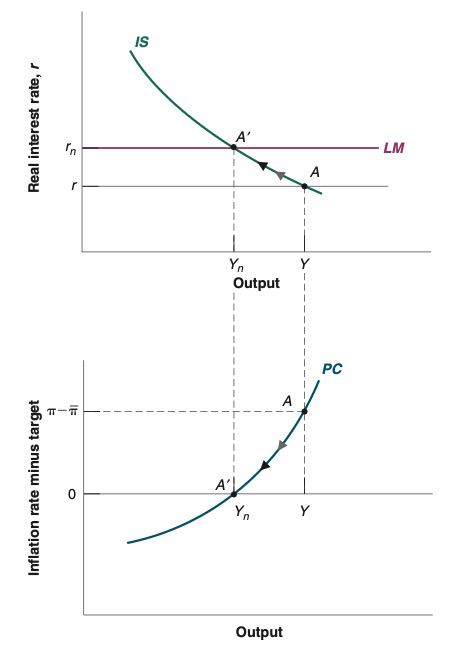 IS
Real interest rate, r
A′
rn
LM
A
r
Yn
Y
Output
PC
Inflation rate minus target
A
π−π̅
A′
0
Yn
Y
Output